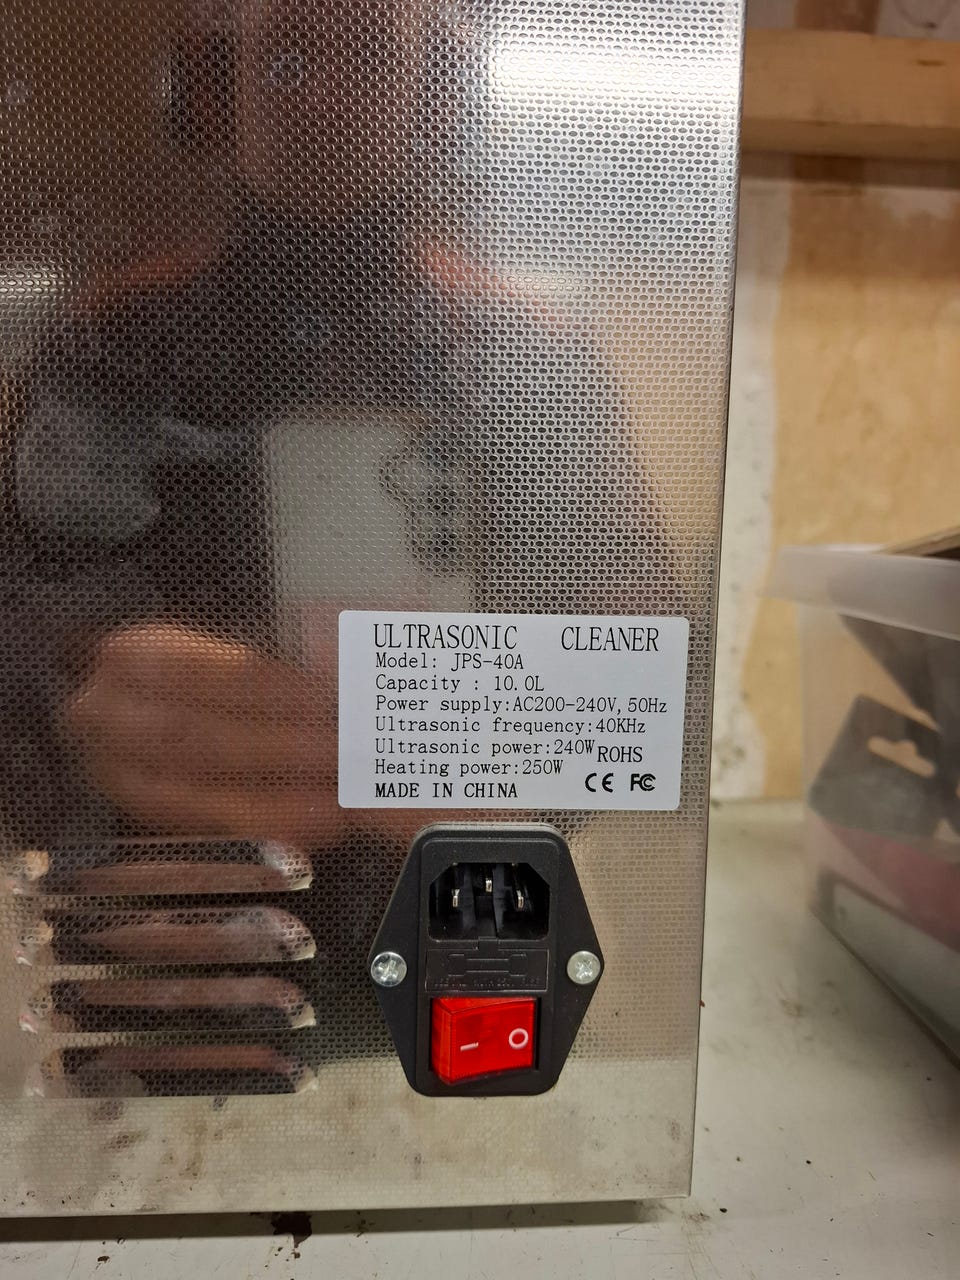 ULTRASONIC CLEANER
Model: JPS-40A
Capacity : 10.0L
Power supply:AC200-240V,50Hz
Ultrasonic frequency:40KHz
Ultrasonic power:240W ROHS
Heating power:250W
MADE IN CHINA CE FC